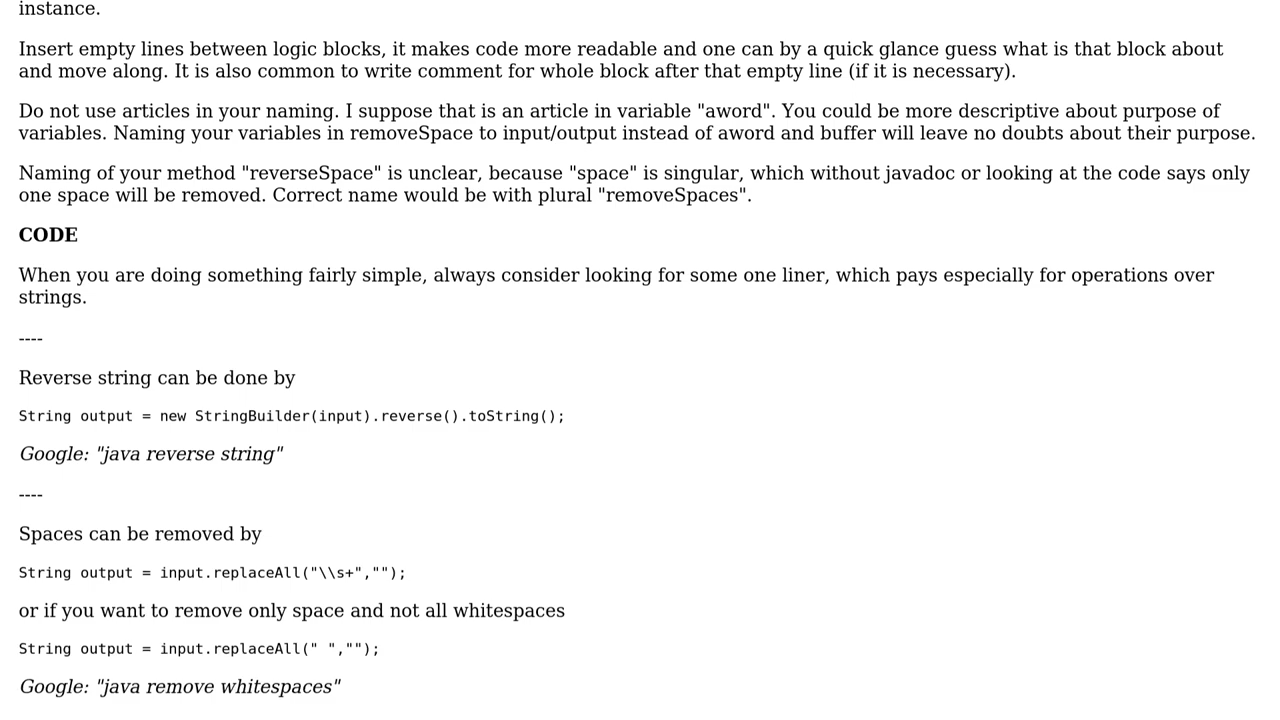 instance.
Insert empty lines between logic blocks, it makes code more readable and one can by a quick glance guess what is that block about
and move along. It is also common to write comment for whole block after that empty line (if it is necessary).
Do not use articles in your naming. I suppose that is an article in variable "aword". You could be more descriptive about purpose of
variables. Naming your variables in removeSpace to input/output instead of aword and buffer will leave no doubts about their purpose.
Naming of your method "reverseSpace" is unclear, because "space" is singular, which without javadoc or looking at the code says only
one space will be removed. Correct name would be with plural "removeSpaces".
CODE
When you are doing something fairly simple, always consider looking for some one liner, which pays especially for operations over
strings.
----
Reverse string can be done by
String output = new StringBuilder(input).reverse().toString();
Google: "java reverse string"
----
Spaces can be removed by
String output = input.replaceAll("\\s+","");
or if you want to remove only space and not all whitespaces
String output = input.replaceAll(" ","");
Google: "java remove whitespaces"